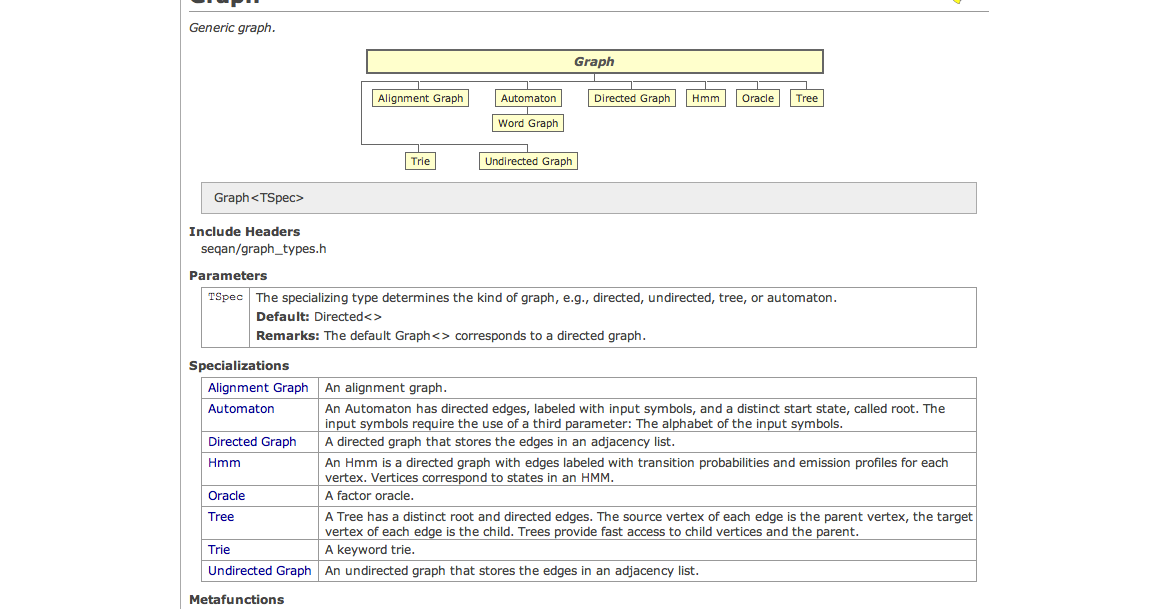 Graph
Generic graph.
Graph
Alignment Graph Automaton Directed Graph Hmm Oracle Tree
Word Graph
Trie Undirected Graph
Graph<TSpec>
Include Headers
seqan/graph_types.h
Parameters
TSpec The specializing type determines the kind of graph, e.g., directed, undirected, tree, or automaton.
Default: Directed<>
Remarks: The default Graph<> corresponds to a directed graph.
Specializations
Alignment Graph An alignment graph.
Automaton An Automaton has directed edges, labeled with input symbols, and a distinct start state, called root. The
input symbols require the use of a third parameter: The alphabet of the input symbols.
Directed Graph A directed graph that stores the edges in an adjacency list.
Hmm An Hmm is a directed graph with edges labeled with transition probabilities and emission profiles for each
vertex. Vertices correspond to states in an HMM.
Oracle A factor oracle.
Tree A Tree has a distinct root and directed edges. The source vertex of each edge is the parent vertex, the target
vertex of each edge is the child. Trees provide fast access to child vertices and the parent.
Trie A keyword trie.
Undirected Graph An undirected graph that stores the edges in an adjacency list.
Metafunctions